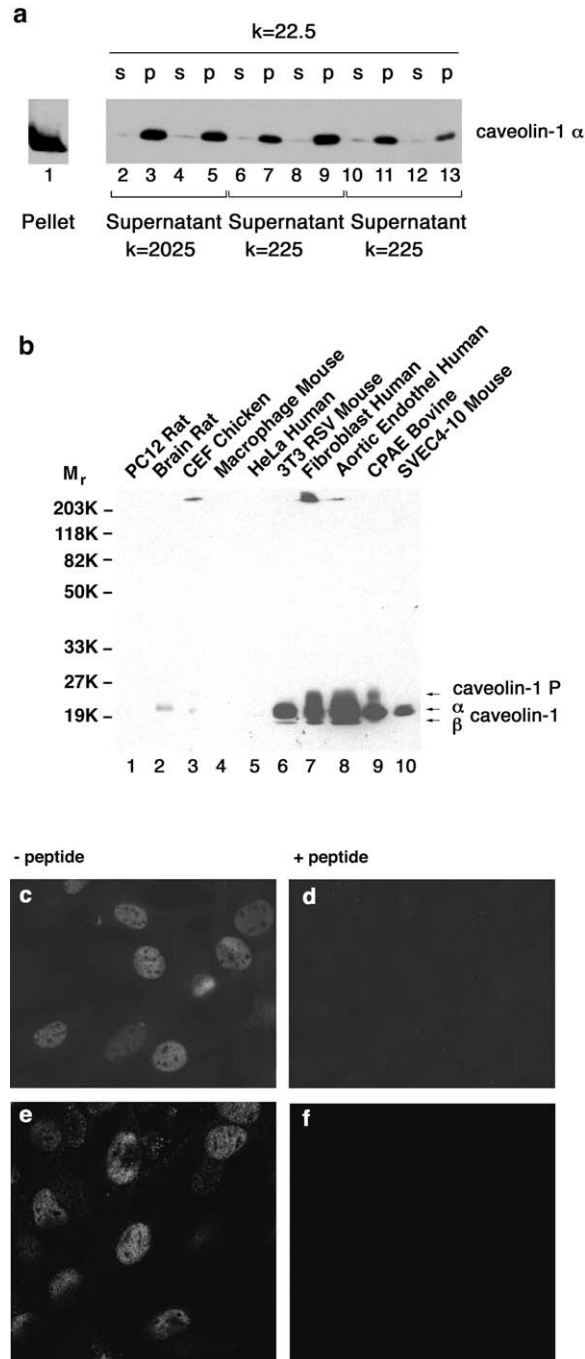 a
k=22.5
s p s p s p s p s p s p
caveolin-1 α
1 2 3 4 5 6 7 8 9 10 11 12 13
Pellet Supernatant Supernatant Supernatant
k=2025 k=225 k=225
b
PC12 Rat
Brain Rat
CEF Chicken
Macrophage Mouse
HeLa Human
3T3 RSV Mouse
Fibroblast Human
Aortic Endothel Human
CPAE Bovine
SVEC4-10 Mouse
Mr
203K
118K
82K
50K
33K
27K
19K
caveolin-1 P
α
β caveolin-1
1 2 3 4 5 6 7 8 9 10
- peptide + peptide
c d
e f